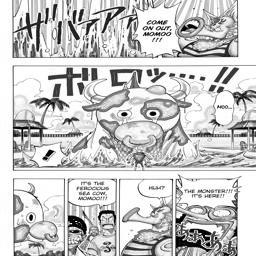 ザバァァ
COME
ON OUT,
MOMOO
!!!
ボロッ…!!
MOO...
IT'S THE
FEROCIOUS
SEA COW,
MOMOO!!!
HUH?
THE MONSTER!!!
IT'S HERE!!